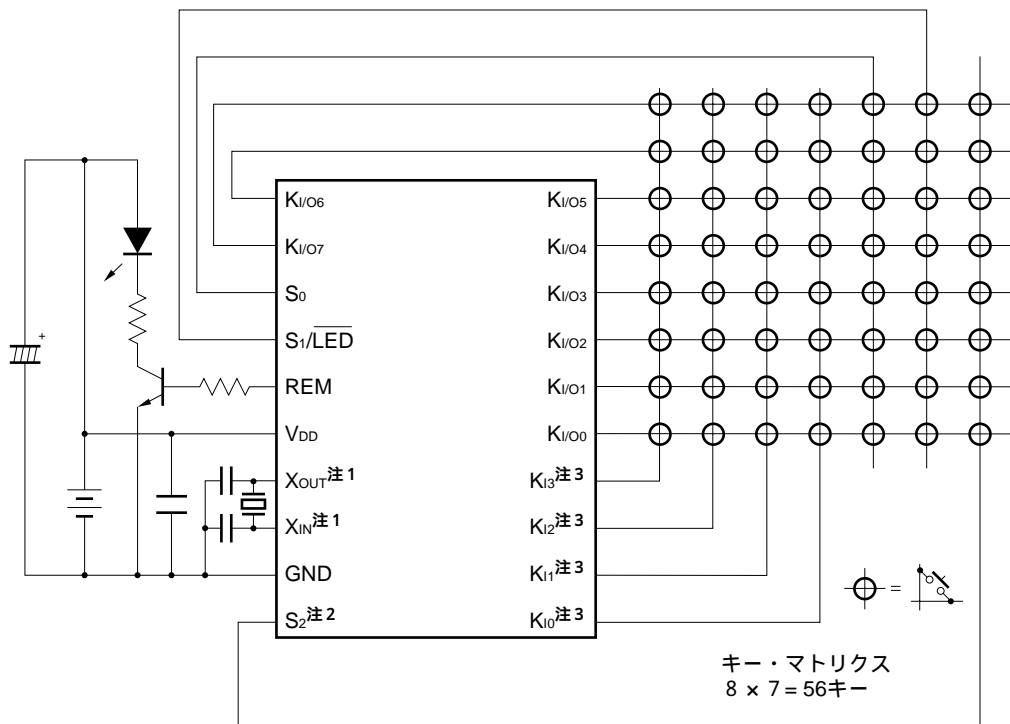 +
KI/O6
KI/O7
S0
S1/LED
REM
VDD
XOUT注1
XIN注1
GND
S2注2
KI/O5
KI/O4
KI/O3
KI/O2
KI/O1
KI/O0
KI3注3
KI2注3
KI1注3
KI0注3
=
キー・マトリクス
8 × 7 = 56キー